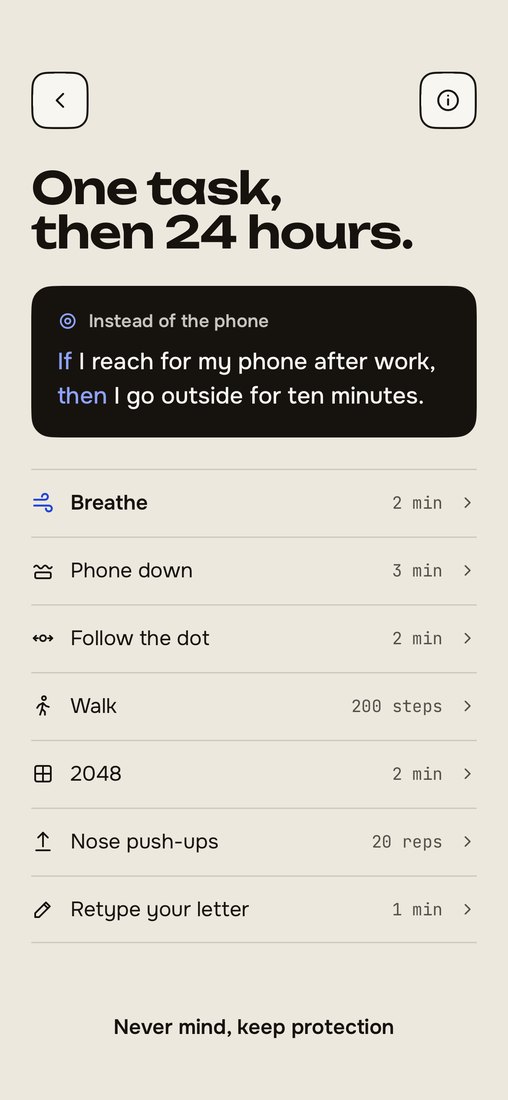 One task,
then 24 hours.
Instead of the phone
If I reach for my phone after work,
then I go outside for ten minutes.
Breathe 2 min
Phone down 3 min
Follow the dot 2 min
Walk 200 steps
2048 2 min
Nose push-ups 20 reps
Retype your letter 1 min
Never mind, keep protection